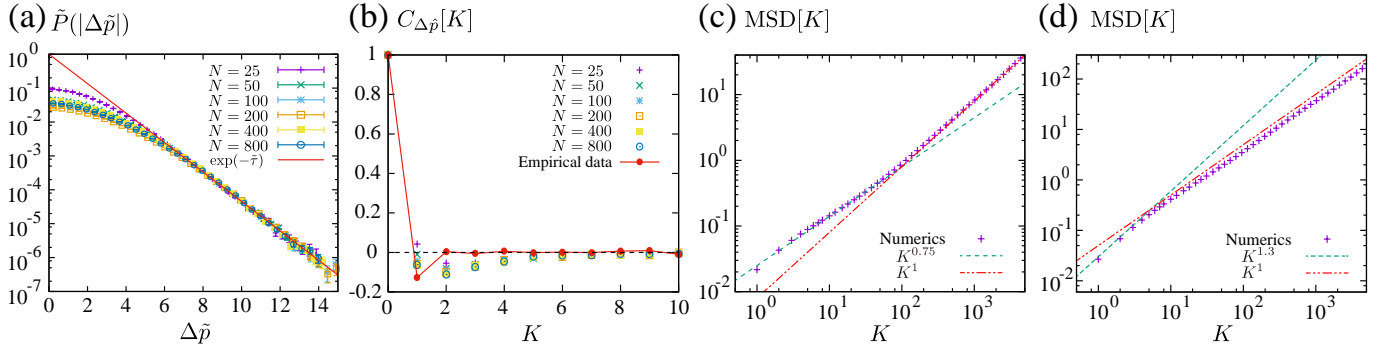 (a) P̃(|Δp̃|)
10^0
10^-1
10^-2
10^-3
10^-4
10^-5
10^-6
10^-7
N = 25
N = 50
N = 100
N = 200
N = 400
N = 800
exp(−τ̃)
0 2 4 6 8 10 12 14
Δp̃
(b) C_Δp̂[K]
1
0.8
0.6
0.4
0.2
0
-0.2
N = 25
N = 50
N = 100
N = 200
N = 400
N = 800
Empirical data
0 2 4 6 8 10
K
(c) MSD[K]
10^1
10^0
10^-1
10^-2
Numerics
K^0.75
K^1
10^0 10^1 10^2 10^3
K
(d) MSD[K]
10^2
10^1
10^0
10^-1
10^-2
Numerics
K^1.3
K^1
10^0 10^1 10^2 10^3
K